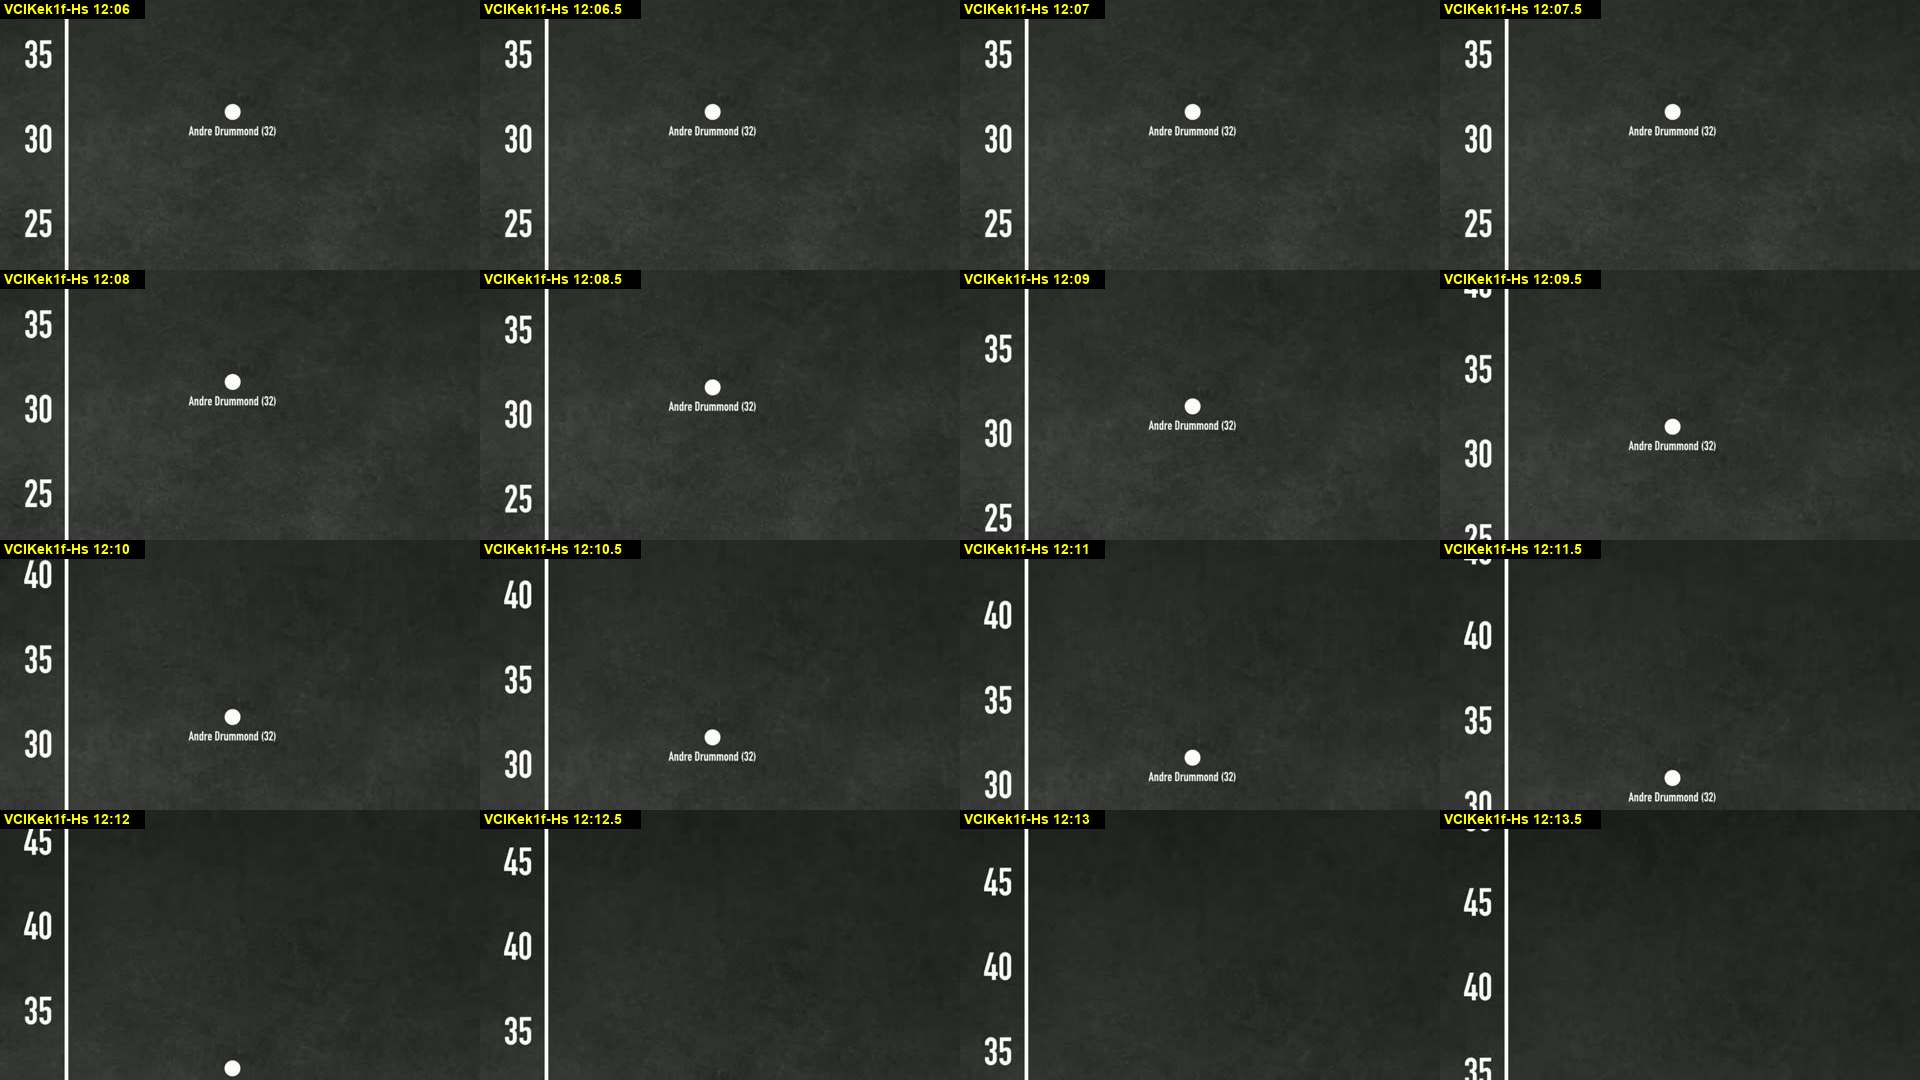 VCIKek1f-Hs 12:06
35
Andre Drummond (32)
30
25
VCIKek1f-Hs 12:06.5
35
Andre Drummond (32)
30
25
VCIKek1f-Hs 12:07
35
Andre Drummond (32)
30
25
VCIKek1f-Hs 12:07.5
35
Andre Drummond (32)
30
25
VCIKek1f-Hs 12:08
35
Andre Drummond (32)
30
25
VCIKek1f-Hs 12:08.5
35
Andre Drummond (32)
30
25
VCIKek1f-Hs 12:09
35
Andre Drummond (32)
30
25
VCIKek1f-Hs 12:09.5
40
35
Andre Drummond (32)
30
25
VCIKek1f-Hs 12:10
40
35
Andre Drummond (32)
30
VCIKek1f-Hs 12:10.5
40
35
Andre Drummond (32)
30
VCIKek1f-Hs 12:11
40
35
Andre Drummond (32)
30
VCIKek1f-Hs 12:11.5
40
35
Andre Drummond (32)
30
VCIKek1f-Hs 12:12
45
40
35
VCIKek1f-Hs 12:12.5
45
40
35
VCIKek1f-Hs 12:13
45
40
35
VCIKek1f-Hs 12:13.5
45
40
35